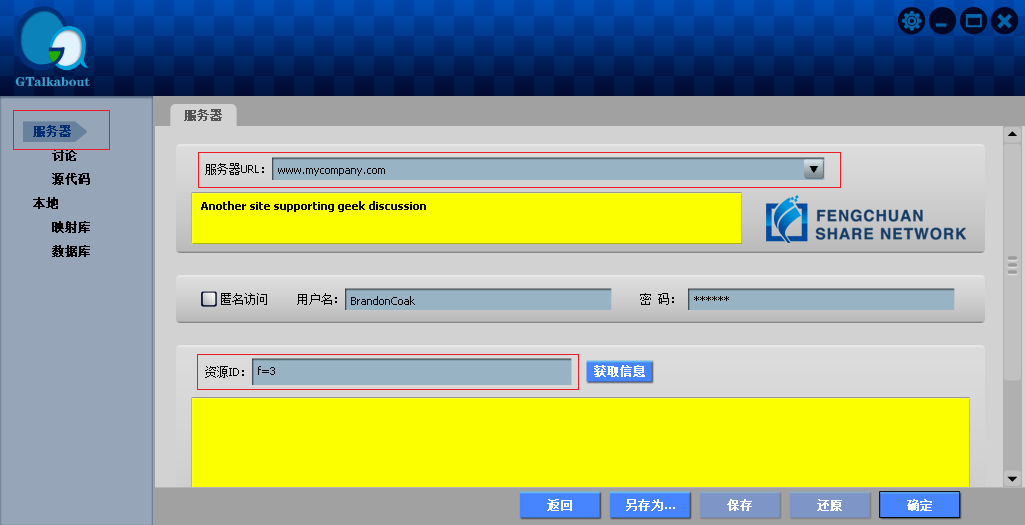 GTalkabout
服务器
讨论
源代码
本地
映射库
数据库
服务器
服务器URL： www.mycompany.com
Another site supporting geek discussion
FENGCHUAN
SHARE NETWORK
匿名访问 用户名： BrandonCoak 密 码： ******
资源ID： f=3 获取信息
返回 另存为... 保存 还原 确定